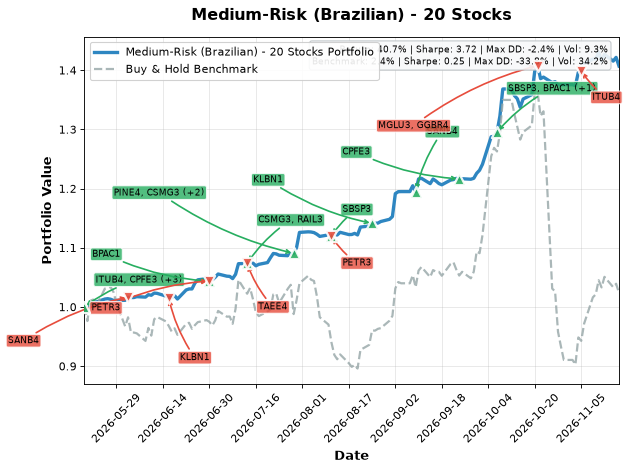 Medium-Risk (Brazilian) - 20 Stocks
Medium-Risk (Brazilian) - 20 Stocks Portfolio
Buy & Hold Benchmark
40.7% | Sharpe: 3.72 | Max DD: -2.4% | Vol: 9.3%
| Sharpe: 0.25 | Max DD: | Vol: 34.2%
SBSP3, BPAC1 (+1)
ITUB4
MGLU3, GGBR4
SANB4
CPFE3
KLBN1
PINE4, CSMG3 (+2)
SBSP3
CSMG3, RAIL3
BPAC1
PETR3
ITUB4, CPFE3 (+3)
PETR3
TAEE4
SANB4
KLBN1
Portfolio Value
1.4
1.3
1.2
1.1
1.0
0.9
2026-05-29
2026-06-14
2026-06-30
2026-07-16
2026-08-01
2026-08-17
2026-09-02
2026-09-18
2026-10-04
2026-10-20
2026-11-05
Date